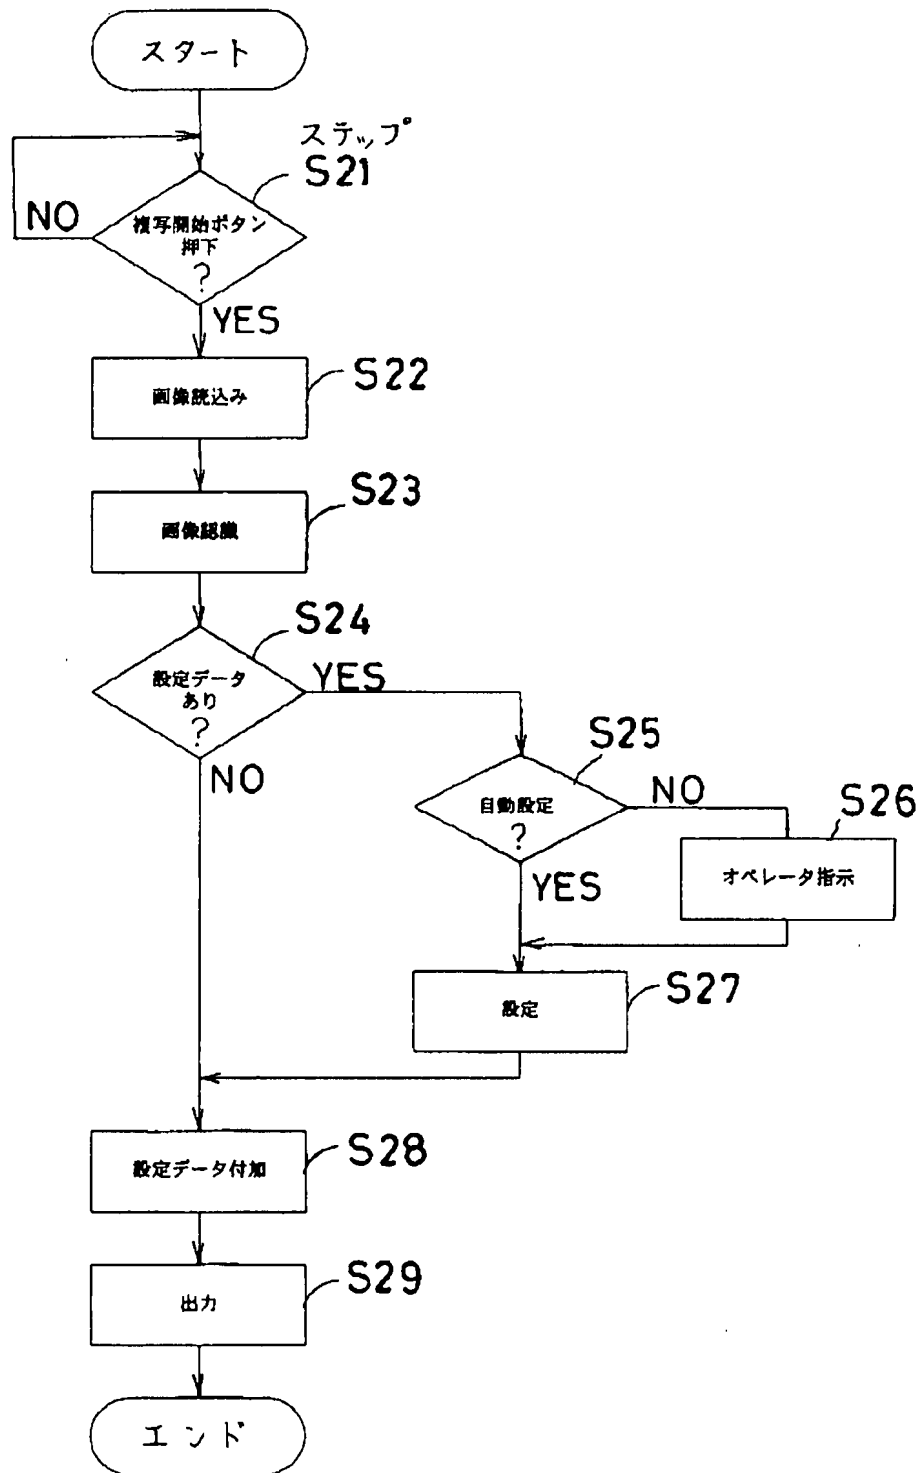 スタート
ステップ
S21
NO
複写開始ボタン
押下
?
YES
S22
画像読込み
S23
画像認識
S24
設定データ
あり
?
YES
NO
S25
自動設定
?
NO
YES
S26
オペレータ指示
S27
設定
S28
設定データ付加
S29
出力
エンド